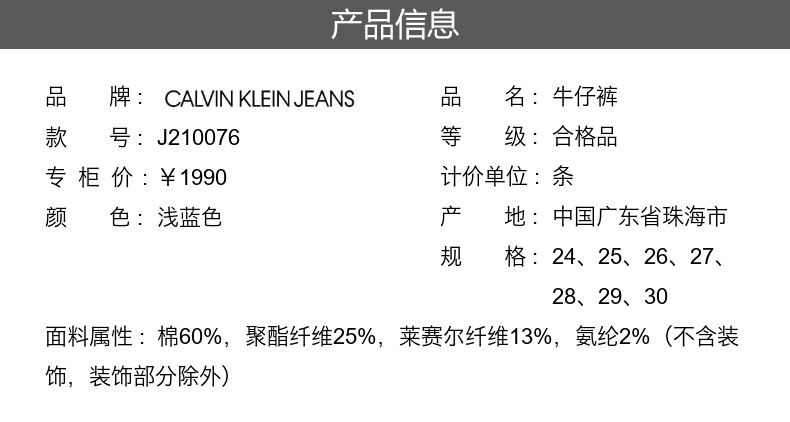 产品信息
品 牌： CALVIN KLEIN JEANS
品 名： 牛仔裤
款 号： J210076
等 级： 合格品
专 柜 价 ：￥1990
计价单位： 条
颜 色： 浅蓝色
产 地： 中国广东省珠海市
规 格： 24、25、26、27、
28、29、30
面料属性： 棉60%，聚酯纤维25%，莱赛尔纤维13%，氨纶2%（不含装
饰，装饰部分除外）